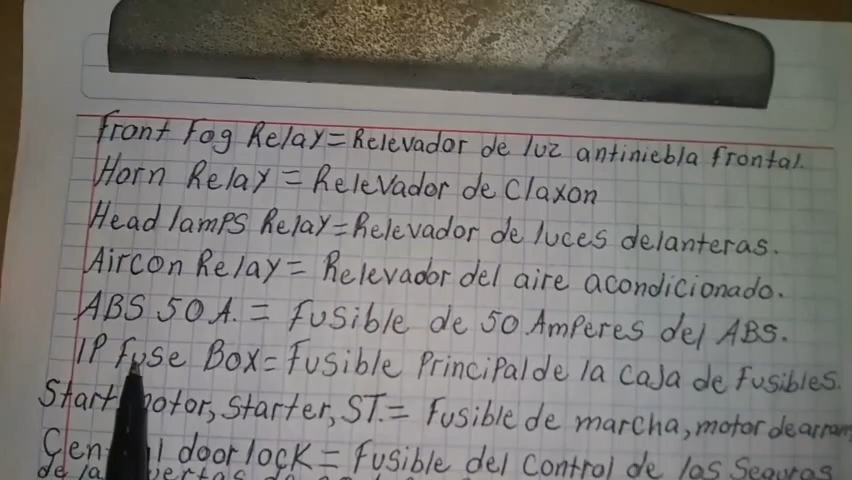 Front Fog Relay=Relevador de luz antiniebla frontal.
Horn Relay = Relevador de Claxon
Head lamps Relay=Relevador de luces delanteras.
Aircon Relay= Relevador del aire acondicionado.
ABS 50 A. = Fusible de 50 Amperes del ABS.
IP Fuse Box= Fusible Principal de la caja de Fusibles.
Start motor, Starter, ST.= Fusible de marcha, motor de
door lock = Fusible del Control de los Seguros
de